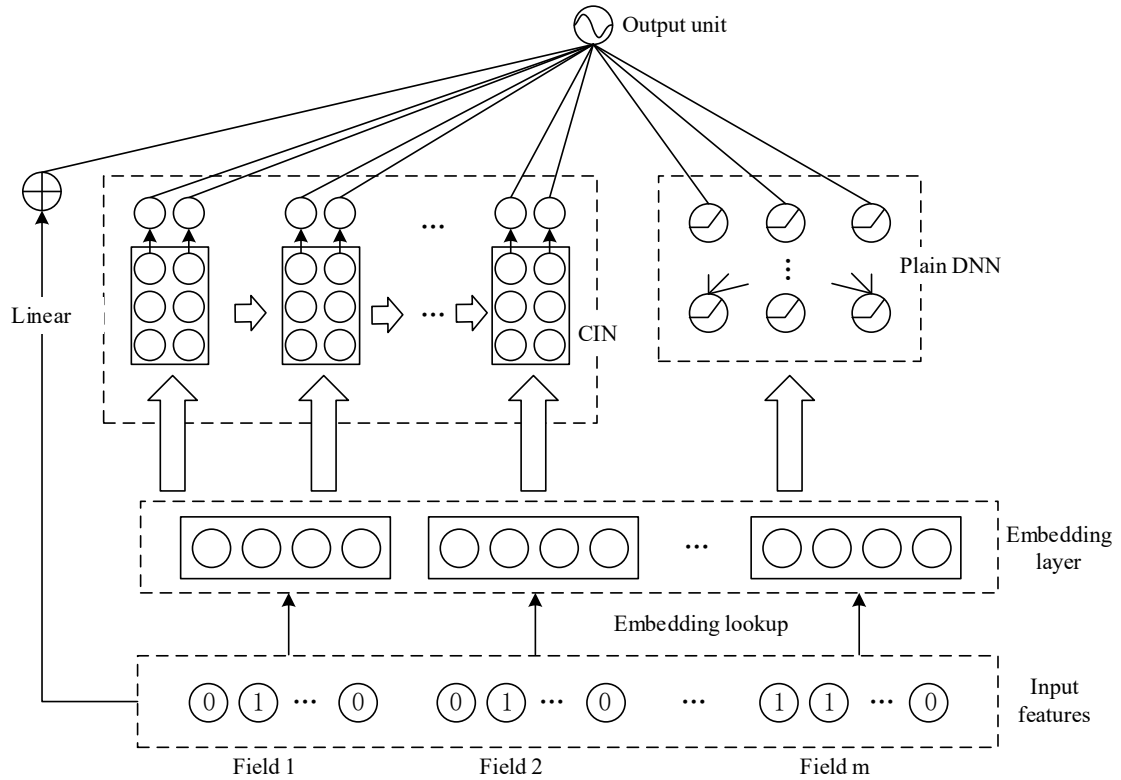 Output unit
...
Plain DNN
Linear
...
CIN
Embedding
layer
...
Embedding lookup
0 1 ... 0 0 1 ... 0 ... 1 1 ... 0
Input
features
Field 1 Field 2 Field m